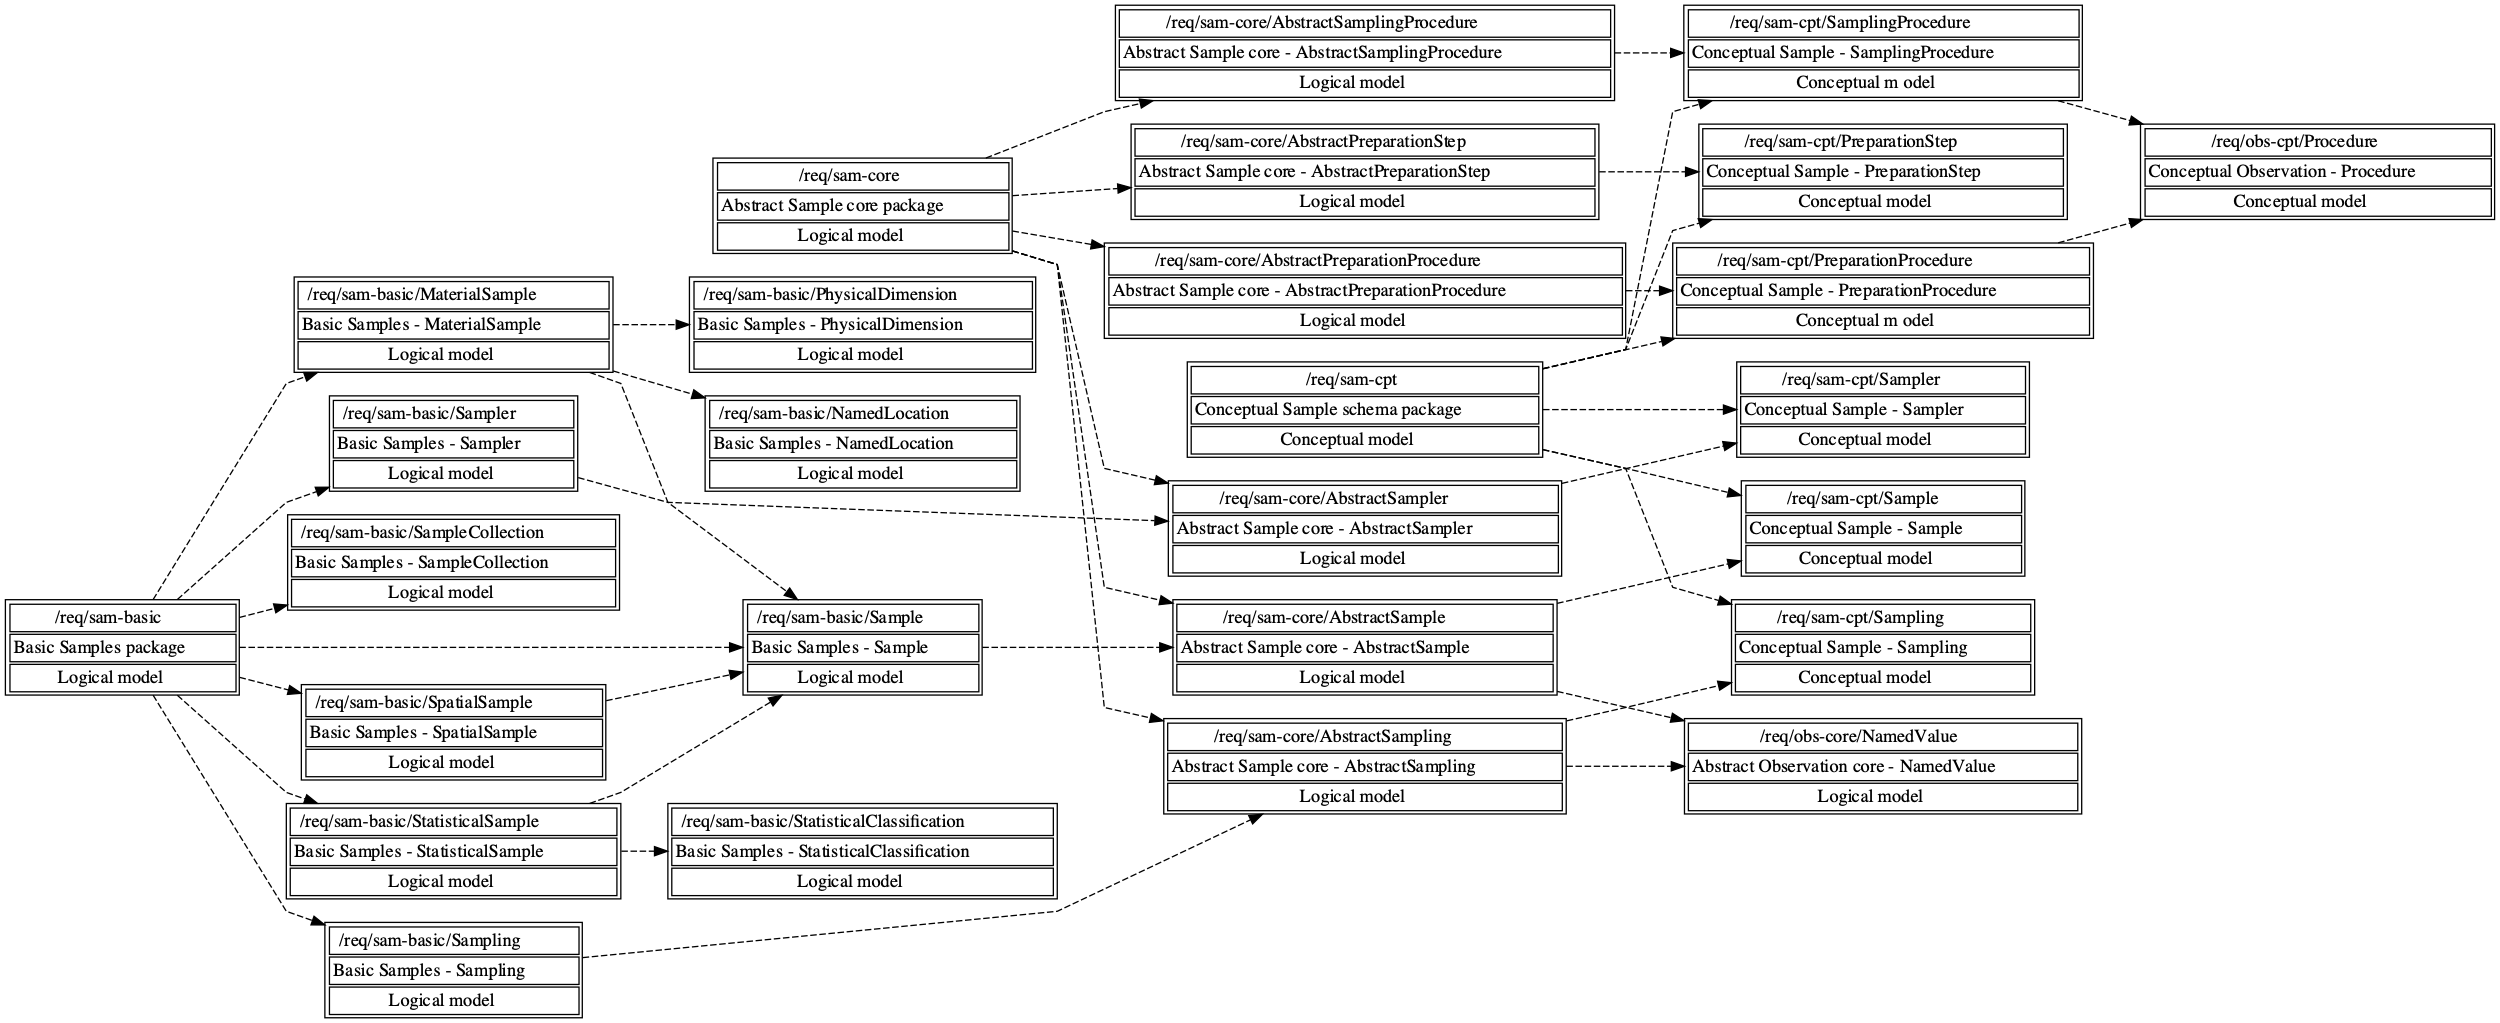 /req/sam-core/AbstractSamplingProcedure
Abstract Sample core - AbstractSamplingProcedure
Logical model
/req/sam-cpt/SamplingProcedure
Conceptual Sample - SamplingProcedure
Conceptual m odel
/req/sam-core/AbstractPreparationStep
Abstract Sample core - AbstractPreparationStep
Logical model
/req/sam-cpt/PreparationStep
Conceptual Sample - PreparationStep
Conceptual model
/req/obs-cpt/Procedure
Conceptual Observation - Procedure
Conceptual model
/req/sam-core
Abstract Sample core package
Logical model
/req/sam-core/AbstractPreparationProcedure
Abstract Sample core - AbstractPreparationProcedure
Logical model
/req/sam-cpt/PreparationProcedure
Conceptual Sample - PreparationProcedure
Conceptual m odel
/req/sam-basic/MaterialSample
Basic Samples - MaterialSample
Logical model
/req/sam-basic/PhysicalDimension
Basic Samples - PhysicalDimension
Logical model
/req/sam-cpt
Conceptual Sample schema package
Conceptual model
/req/sam-cpt/Sampler
Conceptual Sample - Sampler
Conceptual model
/req/sam-basic/Sampler
Basic Samples - Sampler
Logical model
/req/sam-basic/NamedLocation
Basic Samples - NamedLocation
Logical model
/req/sam-core/AbstractSampler
Abstract Sample core - AbstractSampler
Logical model
/req/sam-cpt/Sample
Conceptual Sample - Sample
Conceptual model
/req/sam-basic/SampleCollection
Basic Samples - SampleCollection
Logical model
/req/sam-basic
Basic Samples package
Logical model
/req/sam-basic/Sample
Basic Samples - Sample
Logical model
/req/sam-core/AbstractSample
Abstract Sample core - AbstractSample
Logical model
/req/sam-cpt/Sampling
Conceptual Sample - Sampling
Conceptual model
/req/sam-basic/SpatialSample
Basic Samples - SpatialSample
Logical model
/req/sam-core/AbstractSampling
Abstract Sample core - AbstractSampling
Logical model
/req/obs-core/NamedValue
Abstract Observation core - NamedValue
Logical model
/req/sam-basic/StatisticalSample
Basic Samples - StatisticalSample
Logical model
/req/sam-basic/StatisticalClassification
Basic Samples - StatisticalClassification
Logical model
/req/sam-basic/Sampling
Basic Samples - Sampling
Logical model